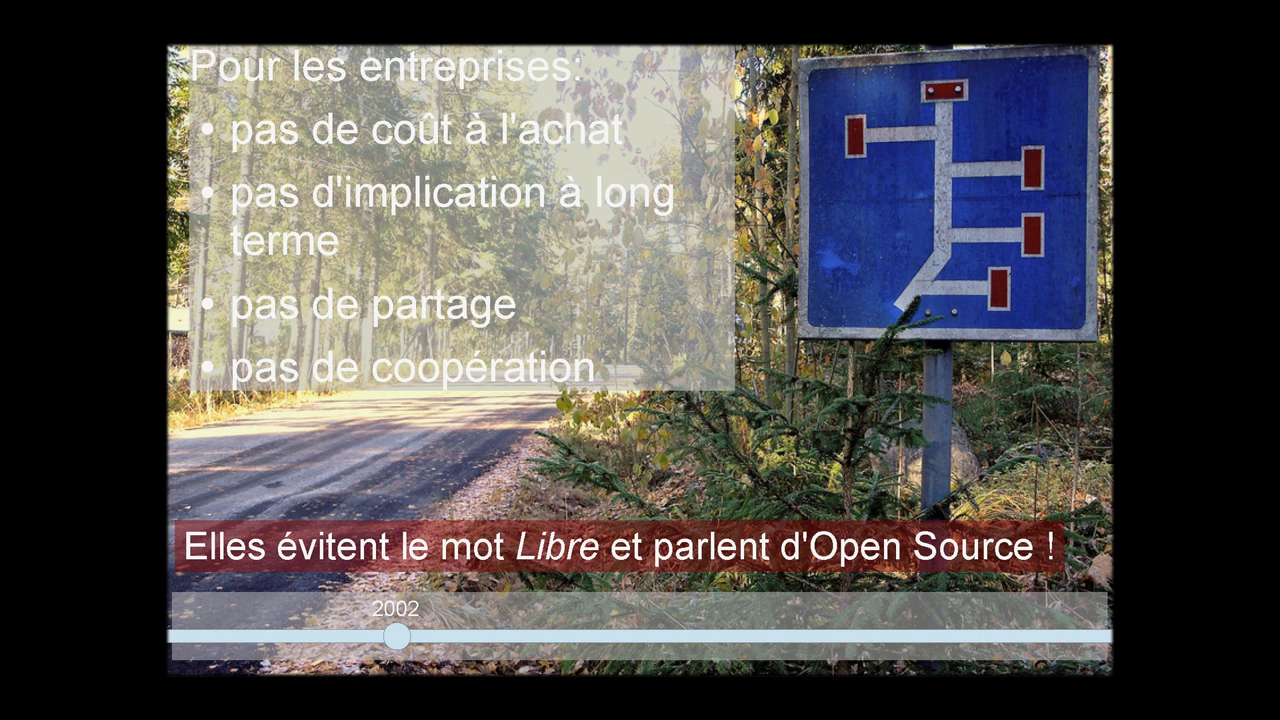 Pour les entreprises:
• pas de coût à l'achat
• pas d'implication à long
terme
• pas de partage
• pas de coopération
Elles évitent le mot Libre et parlent d'Open Source !
2002